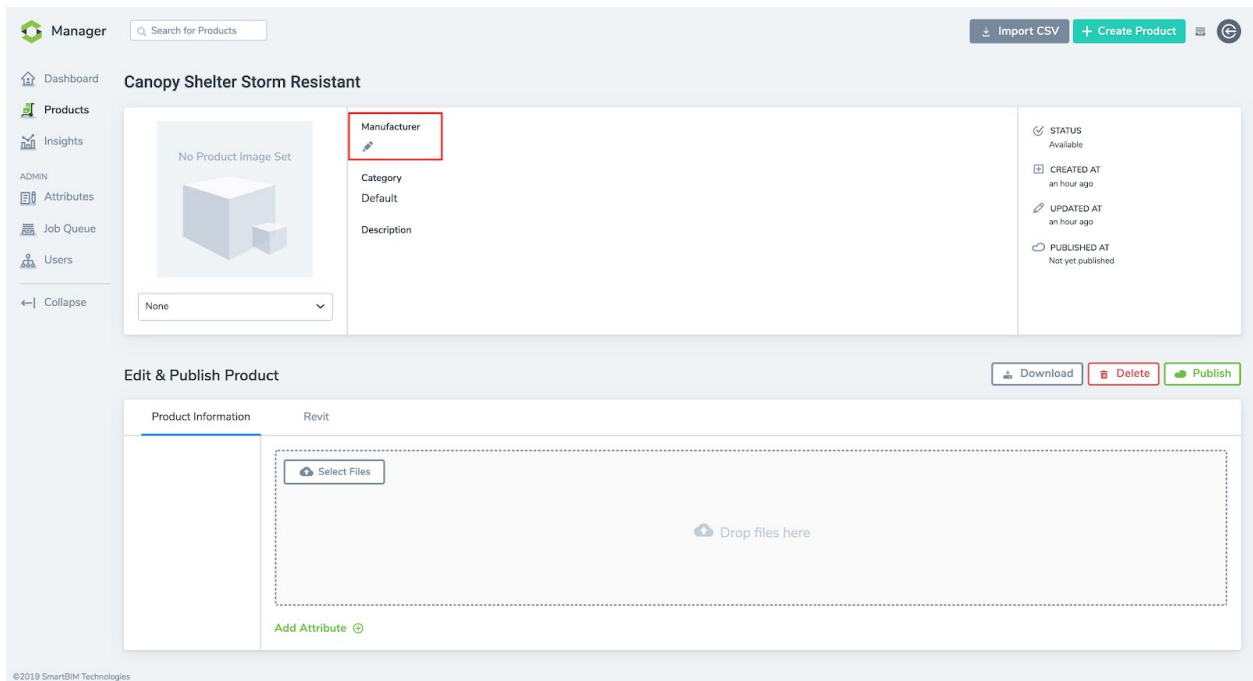 Manager
Search for Products
Import CSV
+ Create Product
Dashboard
Products
Insights
ADMIN
Attributes
Job Queue
Users
Collapse
Canopy Shelter Storm Resistant
No Product Image Set
None
Manufacturer
Category
Default
Description
STATUS
Available
CREATED AT
an hour ago
UPDATED AT
an hour ago
PUBLISHED AT
Not yet published
Edit & Publish Product
Download
Delete
Publish
Product Information
Revit
Select Files
Drop files here
Add Attribute
©2019 SmartBIM Technologies